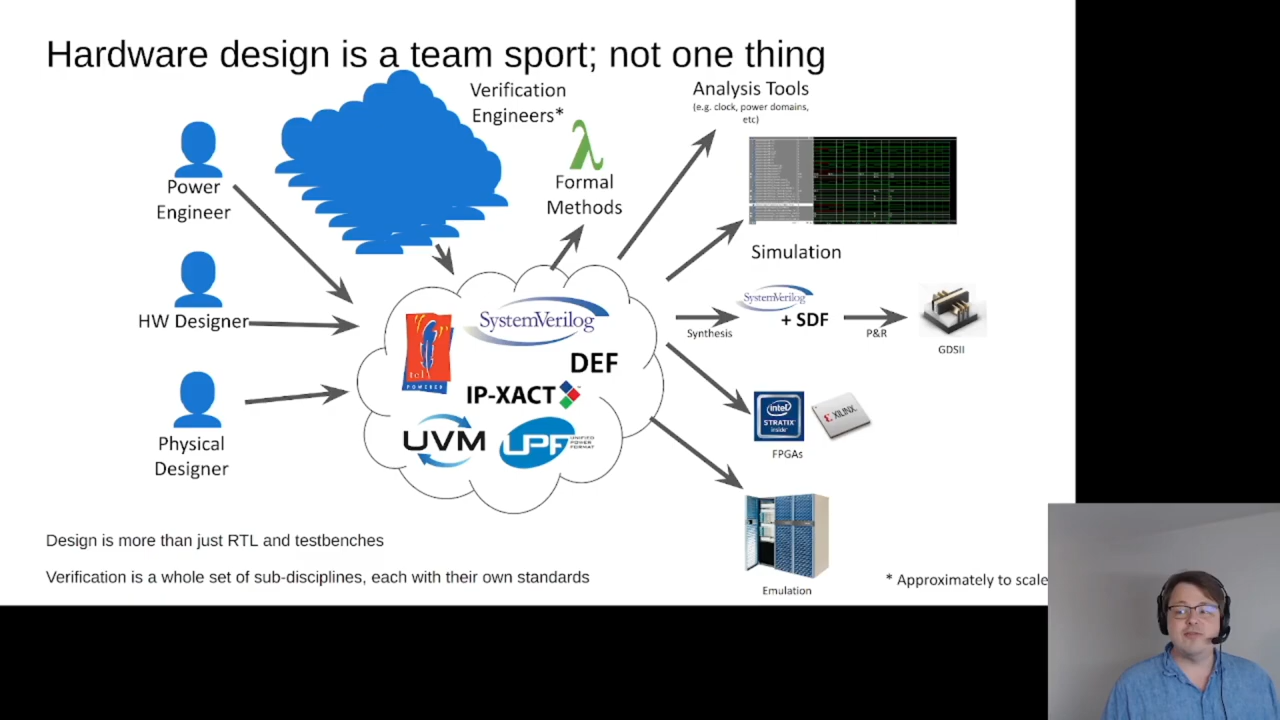 Hardware design is a team sport; not one thing
Verification
Engineers*
Analysis Tools
(e.g. clock, power domains,
etc)
Power
Engineer
λ
Formal
Methods
Simulation
HW Designer
tcl
POWERED
SystemVerilog
DEF
IP-XACT
UVM
UPF
UNIFIED
POWER
FORMAT
Synthesis
SystemVerilog
+ SDF
P&R
GDSII
Physical
Designer
intel
STRATIX
inside
XILINX
FPGAs
Emulation
Design is more than just RTL and testbenches
Verification is a whole set of sub-disciplines, each with their own standards
* Approximately to scale